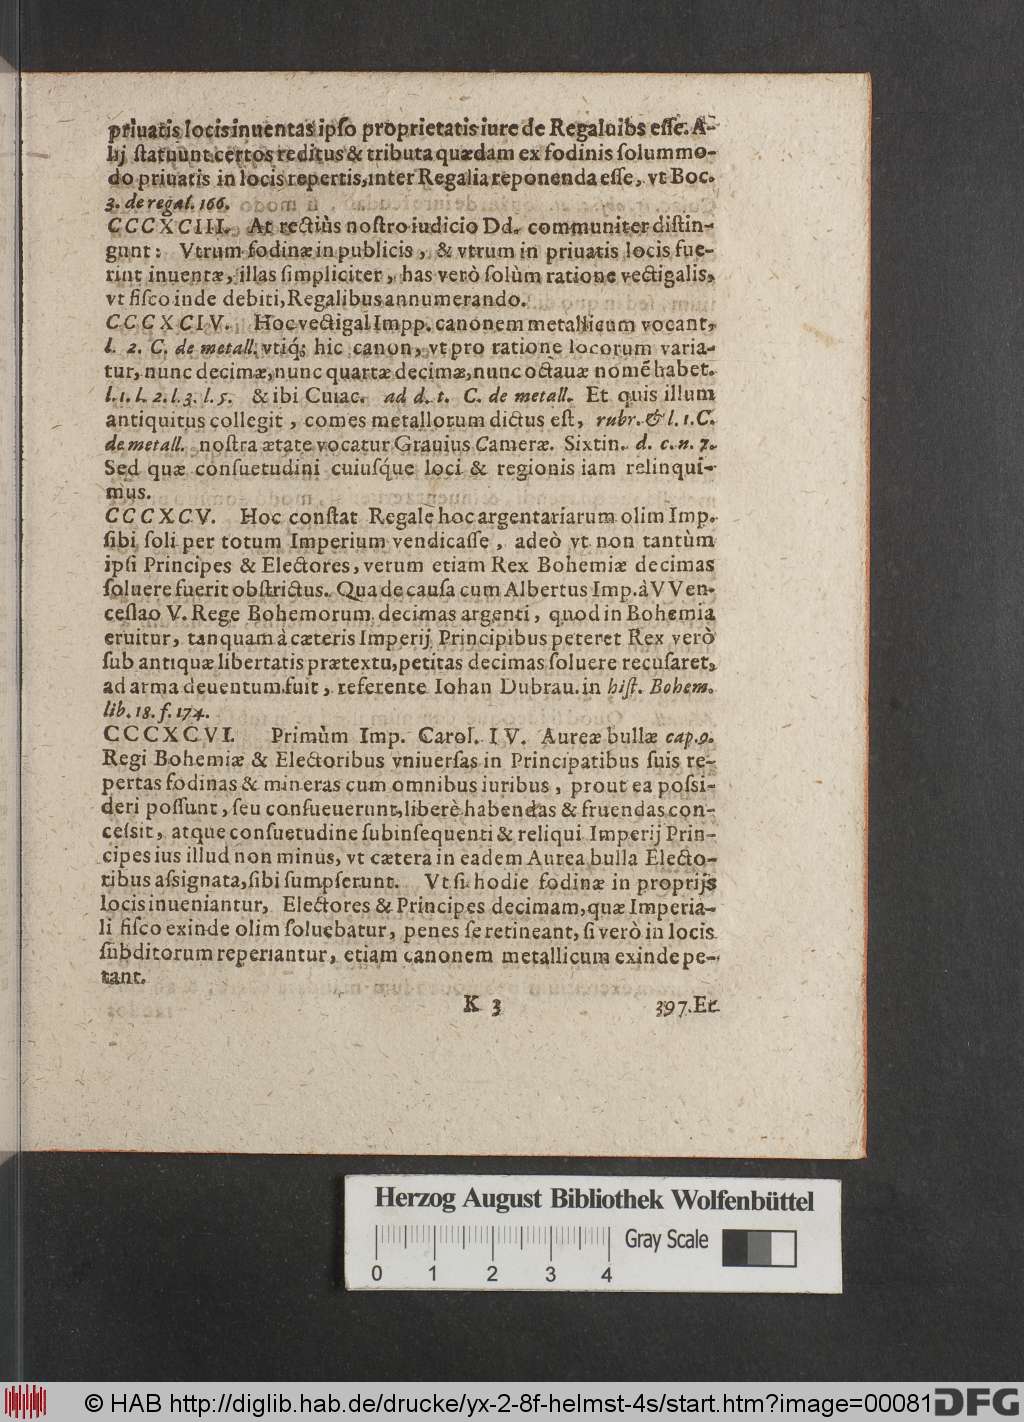 priuatis locis inuentas ipso proprietatis iure de Regaluibs esse. A-
lij statuunt certos reditus & tributa quædam ex fodinis solummo-
do priuatis in locis repertis, inter Regalia reponenda esse, vt Boc.
3. de regal. 166.
CCCXCIII. At rectiùs nostro iudicio Dd. communiter distin-
gunt: Vtrum fodinæ in publicis, & vtrum in priuatis locis fue-
rint inuentæ, illas simpliciter, has verò solùm ratione vectigalis,
vt fisco inde debiti, Regalibus annumerando.
CCCXCIV. Hoc vectigal Impp. canonem metallicum vocant,
l. 2. C. de metall. vtiq́; hic canon, vt pro ratione locorum varia-
tur, nunc decimæ, nunc quartæ decimæ, nunc octauæ nomē habet.
l. 1. l. 2. l. 3. l. 5. & ibi Cuiac. ad d. t. C. de metall. Et quis illum
antiquitus collegit, comes metallorum dictus est, rubr. & l. 1. C.
de metall. nostra ætate vocatur Grauius Cameræ. Sixtin. d. c. n. 7.
Sed quæ consuetudini cuiusq́ue loci & regionis iam relinqui-
mus.
CCCXCV. Hoc constat Regale hoc argentariarum olim Imp.
sibi soli per totum Imperium vendicasse, adeò vt non tantùm
ipsi Principes & Electores, verum etiam Rex Bohemiæ decimas
soluere fuerit obstrictus. Qua de causa cum Albertus Imp. à VVen-
ceslao V. Rege Bohemorum decimas argenti, quod in Bohemia
eruitur, tanquam à cæteris Imperij Principibus peteret Rex verò
sub antiquæ libertatis prætextu, petitas decimas soluere recusaret,
ad arma deuentum fuit, referente Iohan Dubrau. in hist. Bohem.
lib. 18. f. 174.
CCCXCVI. Primùm Imp. Carol. IV. Aureæ bullæ cap. 9.
Regi Bohemiæ & Electoribus vniuersas in Principatibus suis re-
pertas fodinas & mineras cum omnibus iuribus, prout ea possi-
deri possunt, seu consueuerunt, liberè habendas & fruendas con-
cessit, atque consuetudine subinsequenti & reliqui Imperij Prin-
cipes ius illud non minus, vt cætera in eadem Aurea bulla Electo-
ribus assignata, sibi sumpserunt. Vt si hodie fodinæ in proprijs
locis inueniantur, Electores & Principes decimam, quæ Imperia-
li fisco exinde olim soluebatur, penes se retineant, si verò in locis
subditorum reperiantur, etiam canonem metallicum exinde pe-
tant.
K 3 397. Et
Herzog August Bibliothek Wolfenbüttel
Gray Scale
0 1 2 3 4
© HAB http://diglib.hab.de/drucke/yx-2-8f-helmst-4s/start.htm?image=00081
DFG